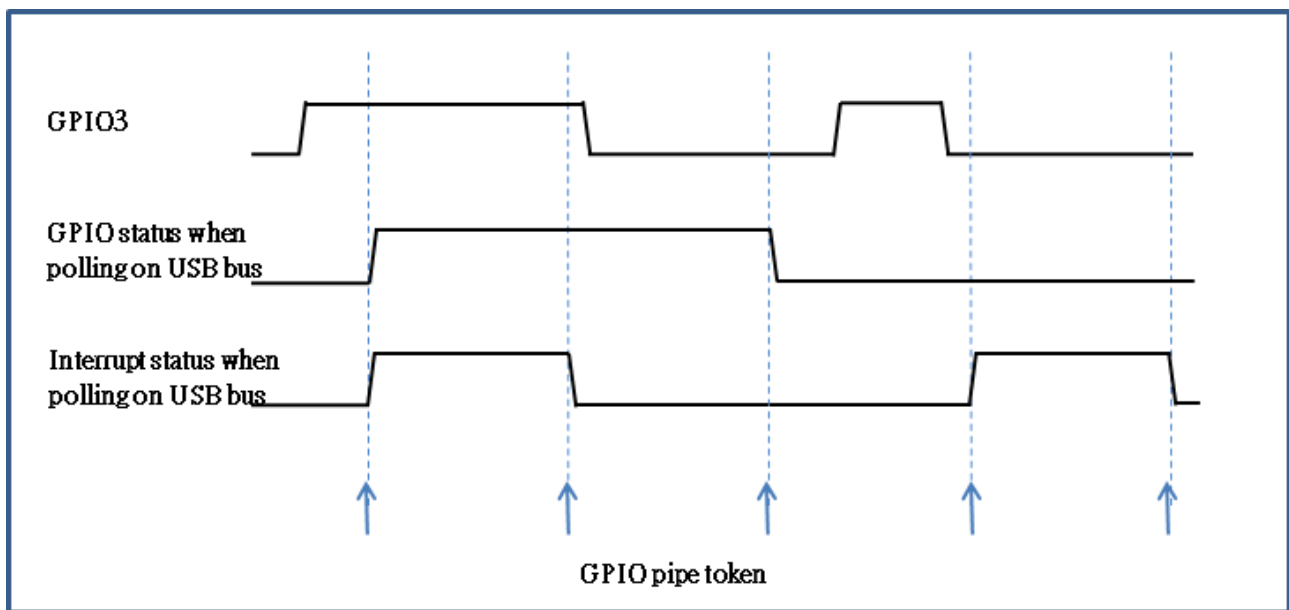 GPIO3
GPIO status when
polling on USB bus
Interrupt status when
polling on USB bus
GPIO pipe token